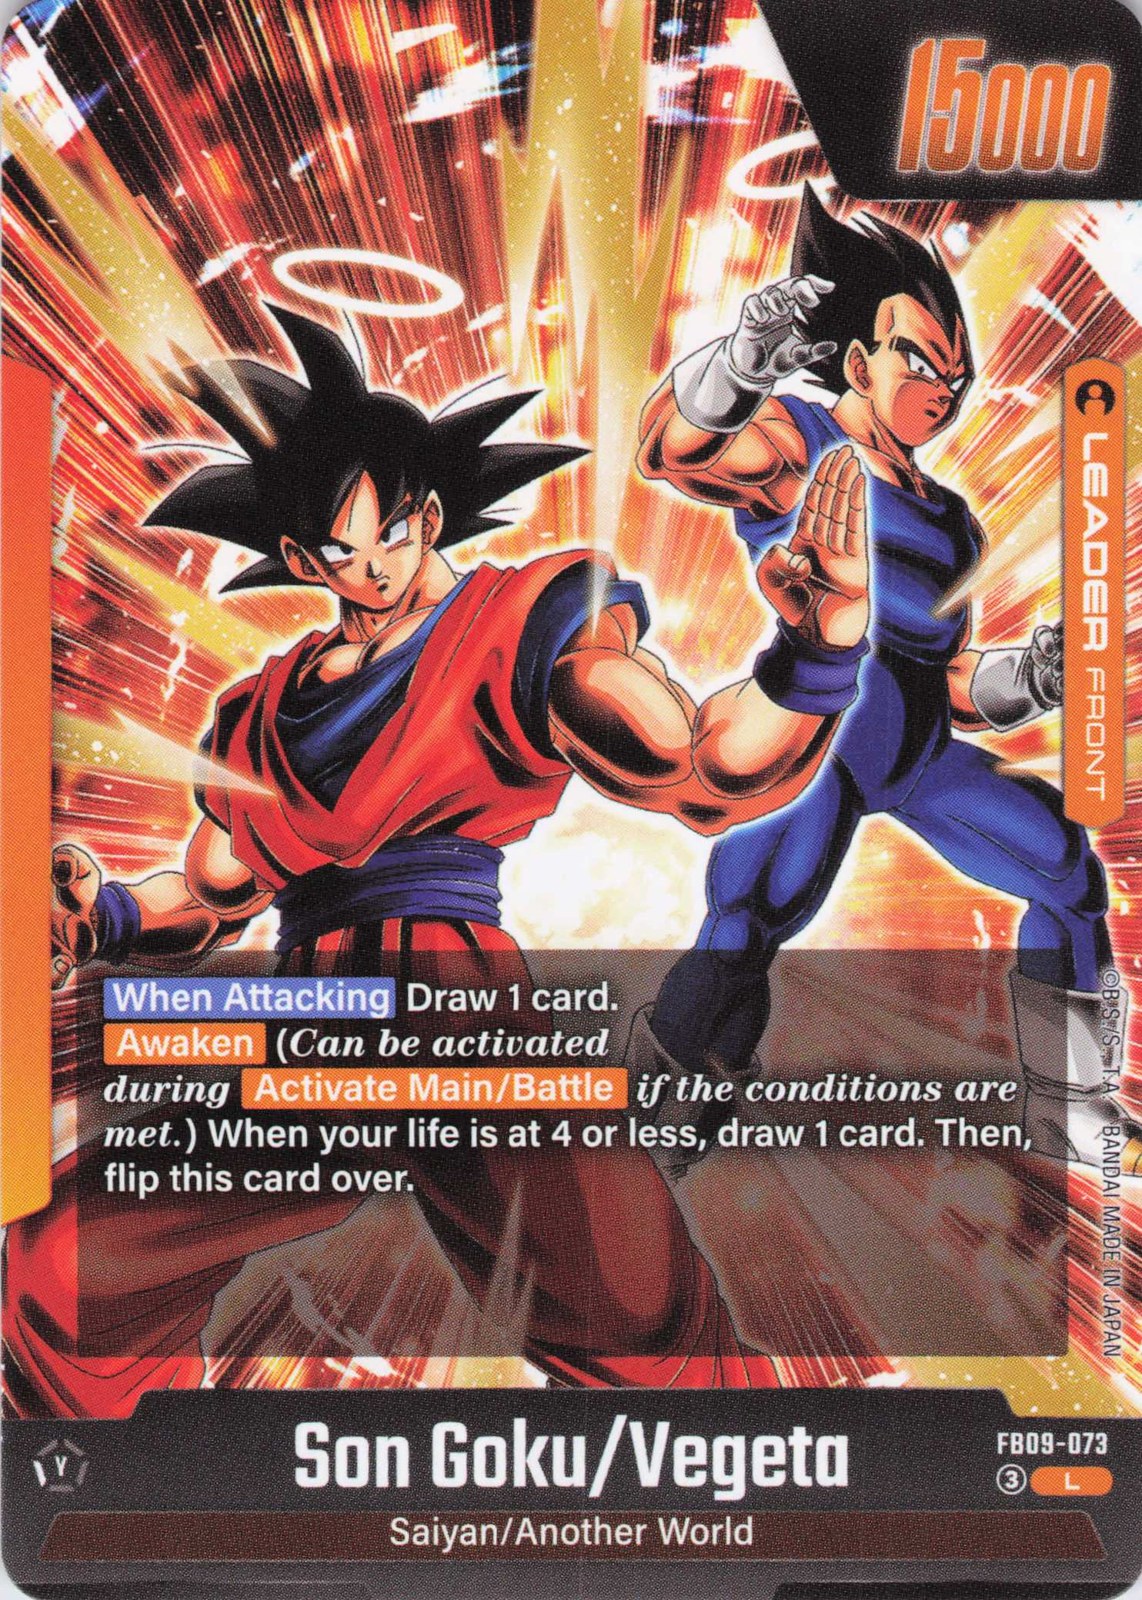 15000
LEADER FRONT
When Attacking Draw 1 card.
Awaken (Can be activated
during Activate Main/Battle if the conditions are
met.) When your life is at 4 or less, draw 1 card. Then,
flip this card over.
©B.S./S.,T.A. BANDAI MADE IN JAPAN
Y
Son Goku/Vegeta
FB09-073
3 L
Saiyan/Another World